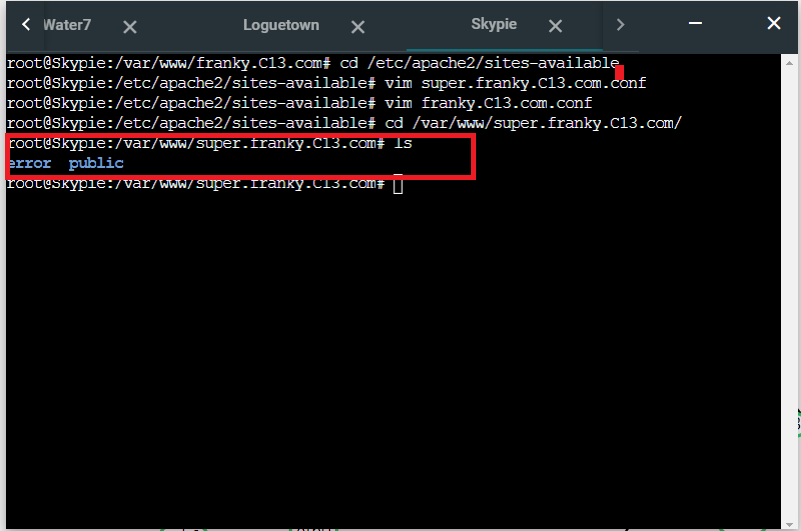 Water7 Loguetown Skypie
root@Skypie:/var/www/franky.C13.com# cd /etc/apache2/sites-available
root@Skypie:/etc/apache2/sites-available# vim super.franky.C13.com.conf
root@Skypie:/etc/apache2/sites-available# vim franky.C13.com.conf
root@Skypie:/etc/apache2/sites-available# cd /var/www/super.franky.C13.com/
root@Skypie:/var/www/super.franky.C13.com# ls
error public
root@Skypie:/var/www/super.franky.C13.com#